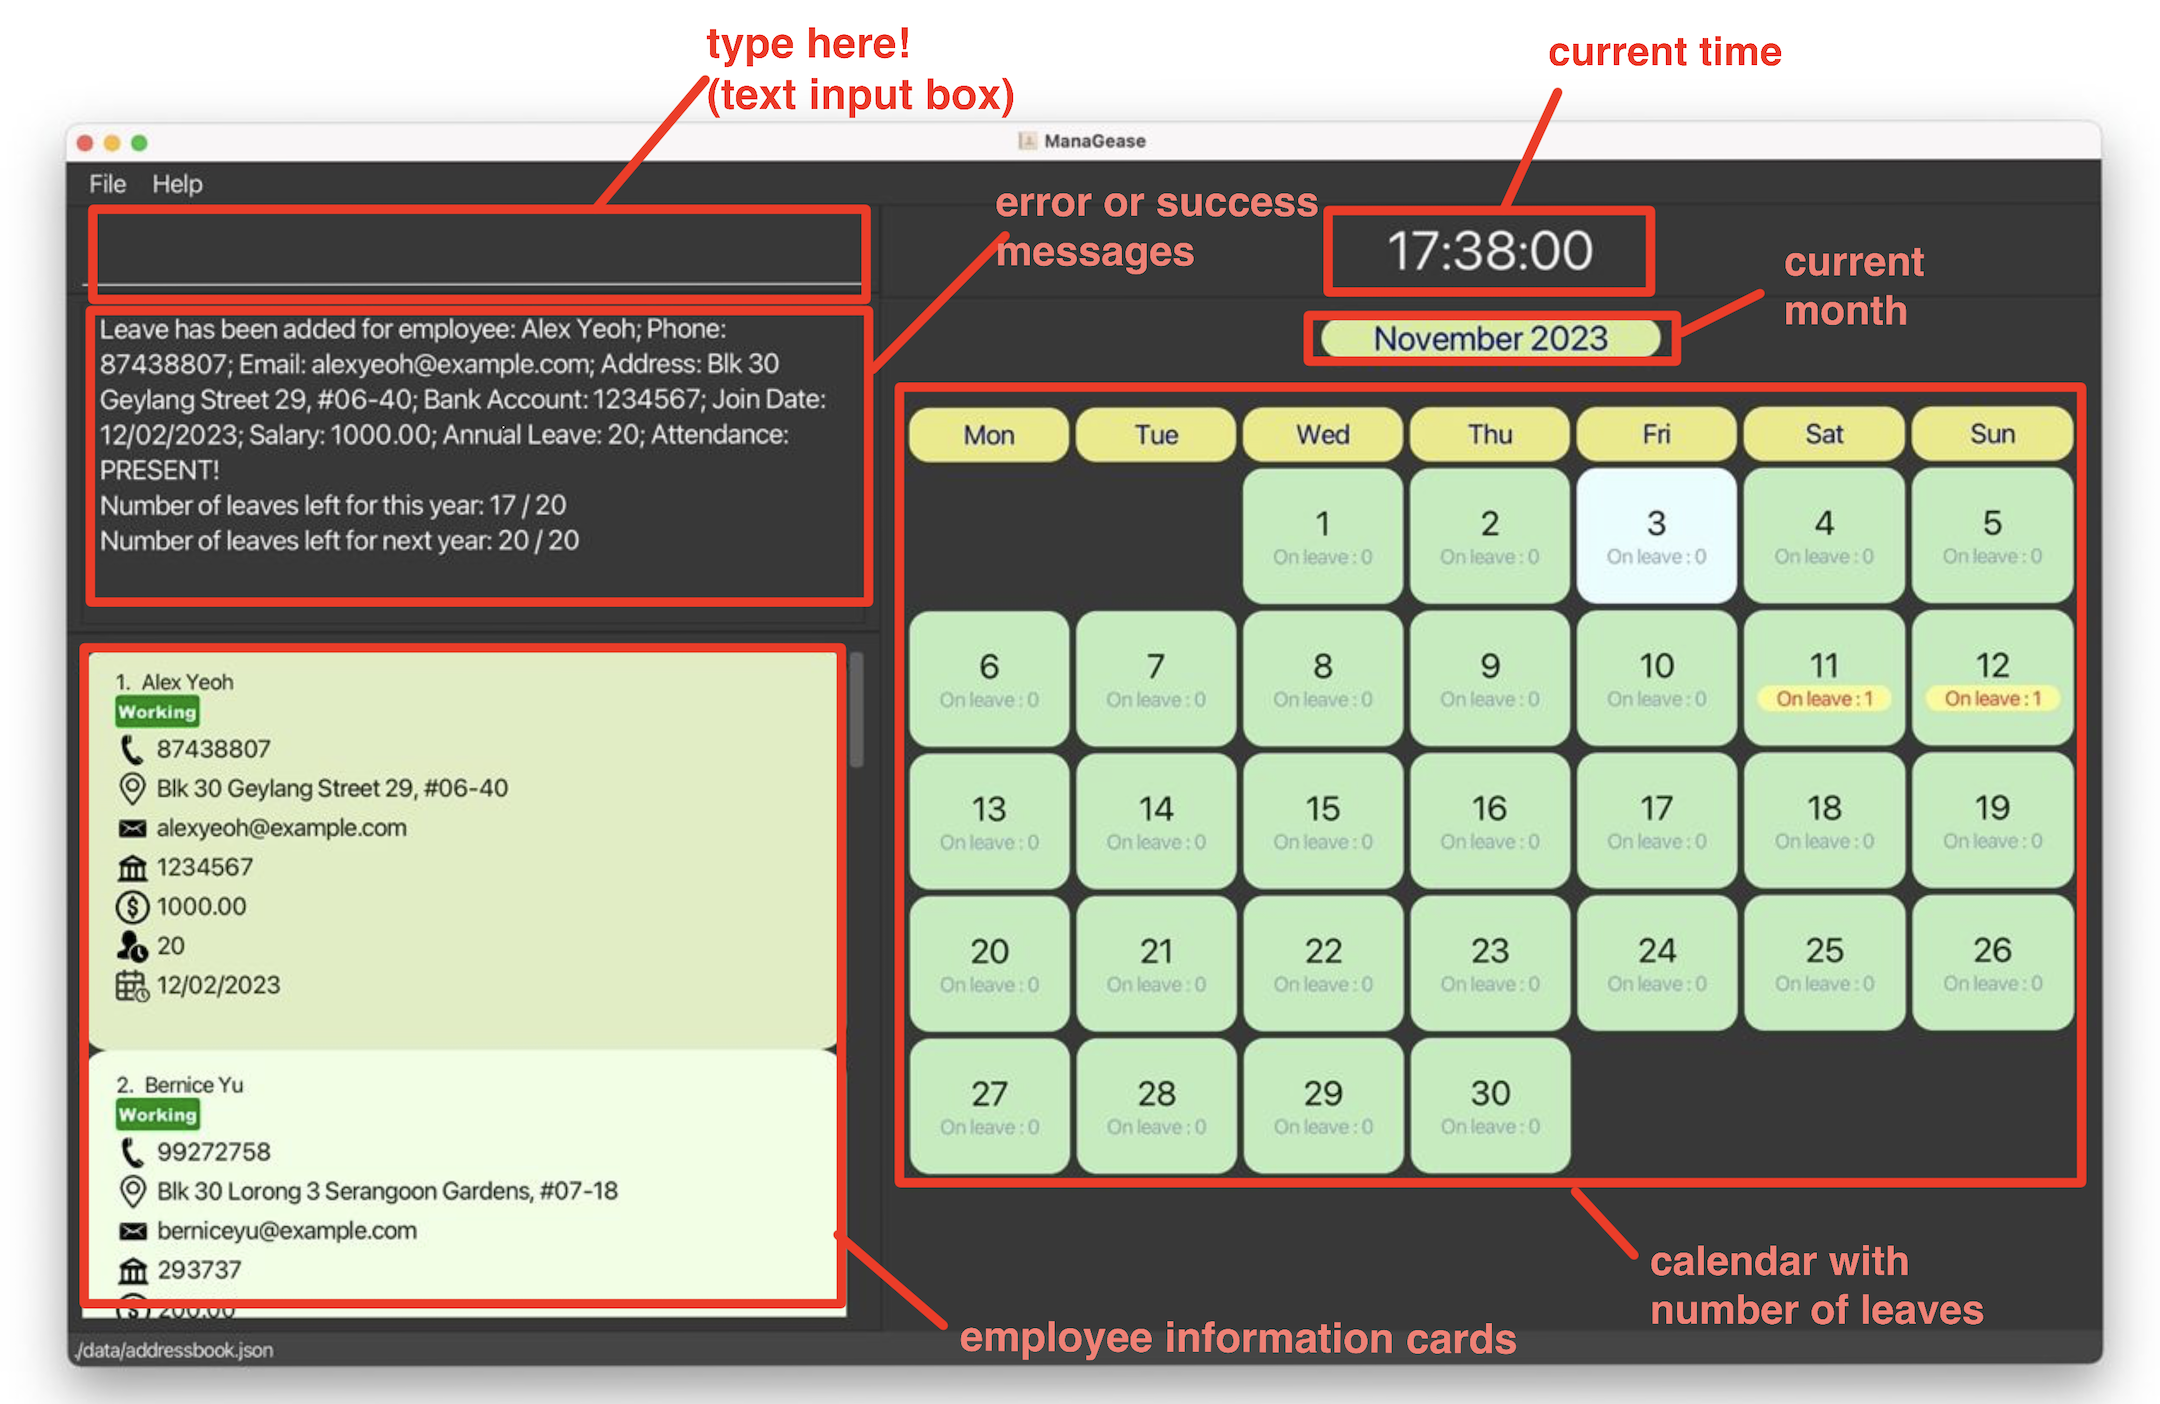 type here!
(text input box)
current time
ManaGease
File Help
error or success
messages
17:38:00
current
month
November 2023
Leave has been added for employee: Alex Yeoh; Phone:
87438807; Email: alexyeoh@example.com; Address: Blk 30
Geylang Street 29, #06-40; Bank Account: 1234567; Join Date:
12/02/2023; Salary: 1000.00; Annual Leave: 20; Attendance:
PRESENT!
Number of leaves left for this year: 17 / 20
Number of leaves left for next year: 20 / 20
1. Alex Yeoh
Working
87438807
Blk 30 Geylang Street 29, #06-40
alexyeoh@example.com
1234567
1000.00
20
12/02/2023
2. Bernice Yu
Working
99272758
Blk 30 Lorong 3 Serangoon Gardens, #07-18
berniceyu@example.com
293737
200.00
Mon Tue Wed Thu Fri Sat Sun
1 2 3 4 5
On leave : 0 On leave : 0 On leave : 0 On leave : 0 On leave : 0
6 7 8 9 10 11 12
On leave : 0 On leave : 0 On leave : 0 On leave : 0 On leave : 0 On leave : 1 On leave : 1
13 14 15 16 17 18 19
On leave : 0 On leave : 0 On leave : 0 On leave : 0 On leave : 0 On leave : 0 On leave : 0
20 21 22 23 24 25 26
On leave : 0 On leave : 0 On leave : 0 On leave : 0 On leave : 0 On leave : 0 On leave : 0
27 28 29 30
On leave : 0 On leave : 0 On leave : 0 On leave : 0
calendar with
number of leaves
employee information cards
./data/addressbook.json